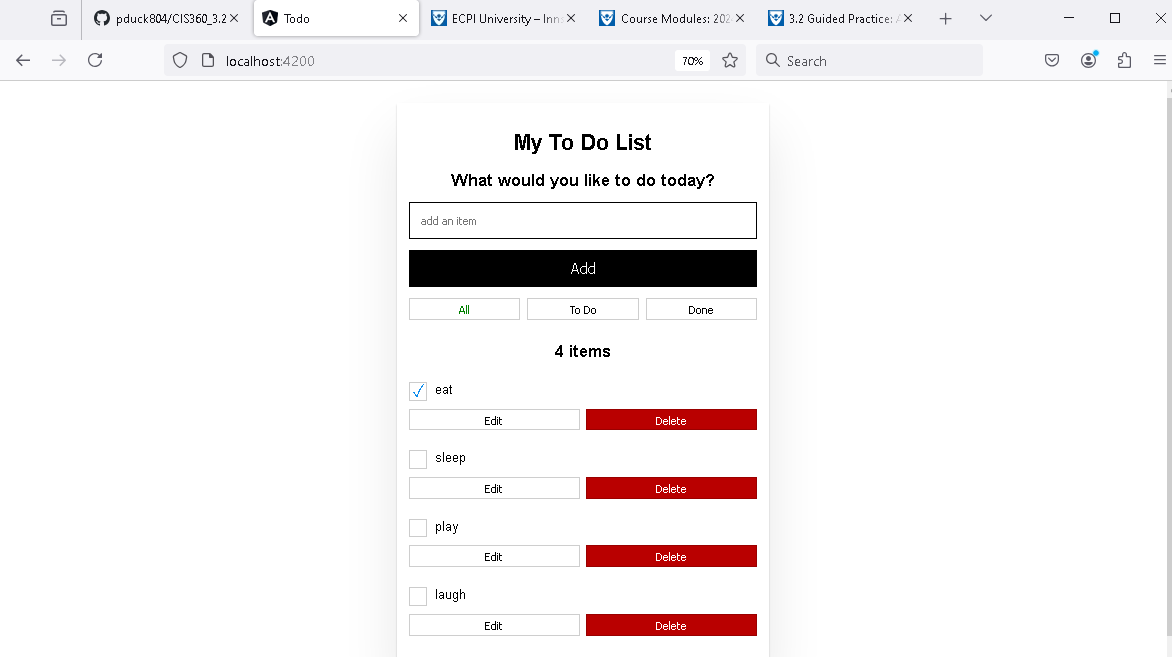 pduck804/CIS360_3.2
Todo
ECPI University – Inns
Course Modules: 202
3.2 Guided Practice: A
localhost:4200
70%
Search
My To Do List
What would you like to do today?
add an item
Add
All To Do Done
4 items
eat
Edit Delete
sleep
Edit Delete
play
Edit Delete
laugh
Edit Delete